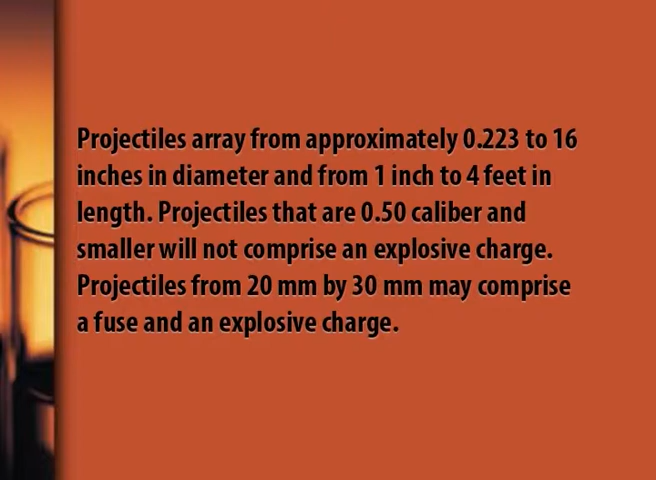 Projectiles array from approximately 0.223 to 16
inches in diameter and from 1 inch to 4 feet in
length. Projectiles that are 0.50 caliber and
smaller will not comprise an explosive charge.
Projectiles from 20 mm by 30 mm may comprise
a fuse and an explosive charge.